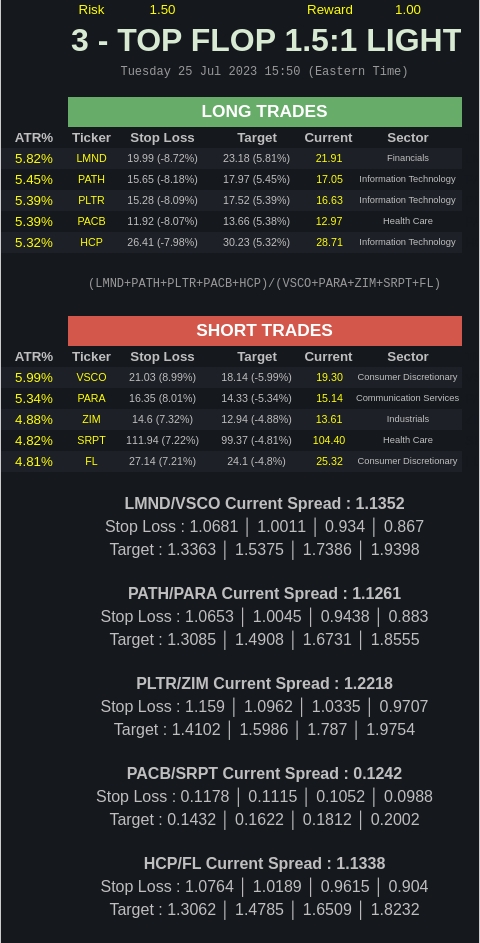 Risk 1.50 Reward 1.00
3 - TOP FLOP 1.5:1 LIGHT
Tuesday 25 Jul 2023 15:50 (Eastern Time)
LONG TRADES
ATR% Ticker Stop Loss Target Current Sector
5.82% LMND 19.99 (-8.72%) 23.18 (5.81%) 21.91 Financials
5.45% PATH 15.65 (-8.18%) 17.97 (5.45%) 17.05 Information Technology
5.39% PLTR 15.28 (-8.09%) 17.52 (5.39%) 16.63 Information Technology
5.39% PACB 11.92 (-8.07%) 13.66 (5.38%) 12.97 Health Care
5.32% HCP 26.41 (-7.98%) 30.23 (5.32%) 28.71 Information Technology
(LMND+PATH+PLTR+PACB+HCP)/(VSCO+PARA+ZIM+SRPT+FL)
SHORT TRADES
ATR% Ticker Stop Loss Target Current Sector
5.99% VSCO 21.03 (8.99%) 18.14 (-5.99%) 19.30 Consumer Discretionary
5.34% PARA 16.35 (8.01%) 14.33 (-5.34%) 15.14 Communication Services
4.88% ZIM 14.6 (7.32%) 12.94 (-4.88%) 13.61 Industrials
4.82% SRPT 111.94 (7.22%) 99.37 (-4.81%) 104.40 Health Care
4.81% FL 27.14 (7.21%) 24.1 (-4.8%) 25.32 Consumer Discretionary
LMND/VSCO Current Spread : 1.1352
Stop Loss : 1.0681 │ 1.0011 │ 0.934 │ 0.867
Target : 1.3363 │ 1.5375 │ 1.7386 │ 1.9398
PATH/PARA Current Spread : 1.1261
Stop Loss : 1.0653 │ 1.0045 │ 0.9438 │ 0.883
Target : 1.3085 │ 1.4908 │ 1.6731 │ 1.8555
PLTR/ZIM Current Spread : 1.2218
Stop Loss : 1.159 │ 1.0962 │ 1.0335 │ 0.9707
Target : 1.4102 │ 1.5986 │ 1.787 │ 1.9754
PACB/SRPT Current Spread : 0.1242
Stop Loss : 0.1178 │ 0.1115 │ 0.1052 │ 0.0988
Target : 0.1432 │ 0.1622 │ 0.1812 │ 0.2002
HCP/FL Current Spread : 1.1338
Stop Loss : 1.0764 │ 1.0189 │ 0.9615 │ 0.904
Target : 1.3062 │ 1.4785 │ 1.6509 │ 1.8232